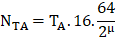 N_TA = T_A . 16 . 64/2^μ